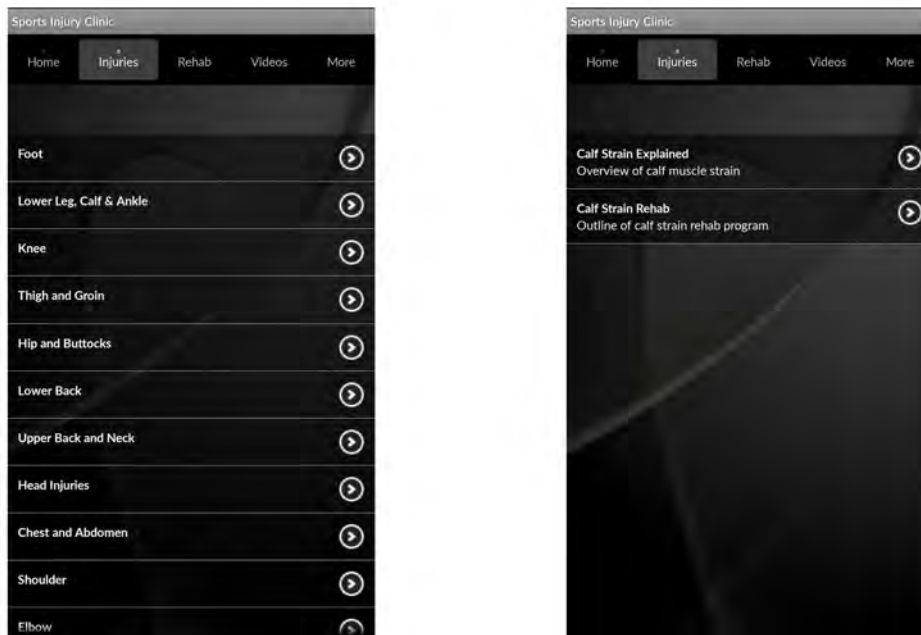 Sports Injury Clinic
Home Injuries Rehab Videos More
Foot
Lower Leg, Calf & Ankle
Knee
Thigh and Groin
Hip and Buttocks
Lower Back
Upper Back and Neck
Head Injuries
Chest and Abdomen
Shoulder
Elbow
Sports Injury Clinic
Home Injuries Rehab Videos More
Calf Strain Explained
Overview of calf muscle strain
Calf Strain Rehab
Outline of calf strain rehab program